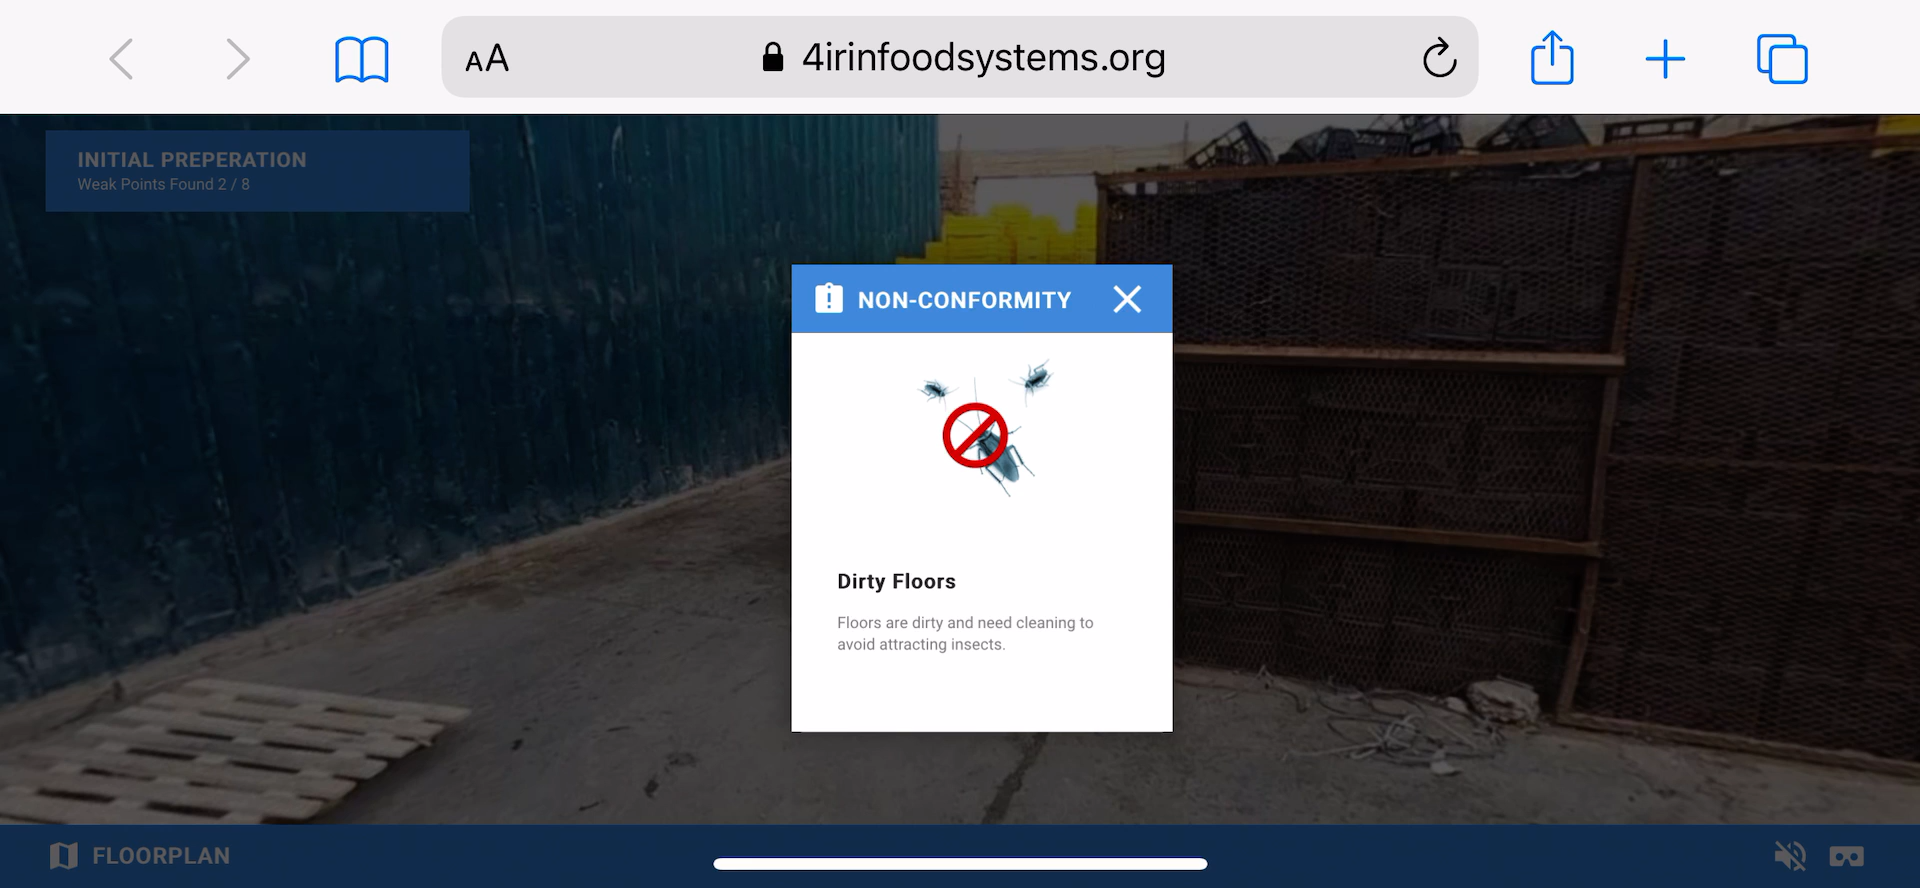 AA
4irinfoodsystems.org
INITIAL PREPERATION
Weak Points Found 2 / 8
NON-CONFORMITY
Dirty Floors
Floors are dirty and need cleaning to
avoid attracting insects.
FLOORPLAN